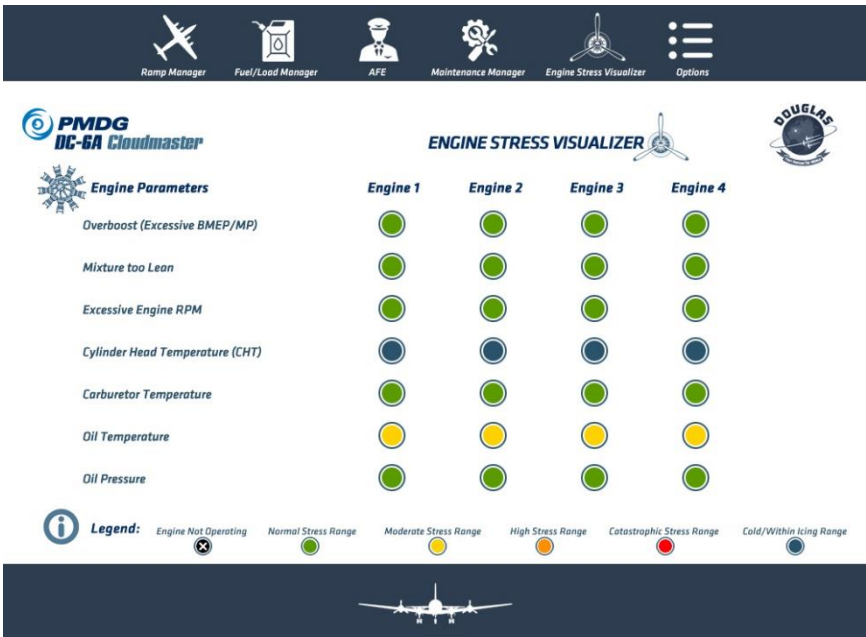 Ramp Manager Fuel/Load Manager AFE Maintenance Manager Engine Stress Visualizer Options
PMDG
DC-6A Cloudmaster
ENGINE STRESS VISUALIZER
DOUGLAS
Engine Parameters Engine 1 Engine 2 Engine 3 Engine 4
Overboost (Excessive BMEP/MP)
Mixture too Lean
Excessive Engine RPM
Cylinder Head Temperature (CHT)
Carburetor Temperature
Oil Temperature
Oil Pressure
Legend: Engine Not Operating Normal Stress Range Moderate Stress Range High Stress Range Catastrophic Stress Range Cold/Within Icing Range